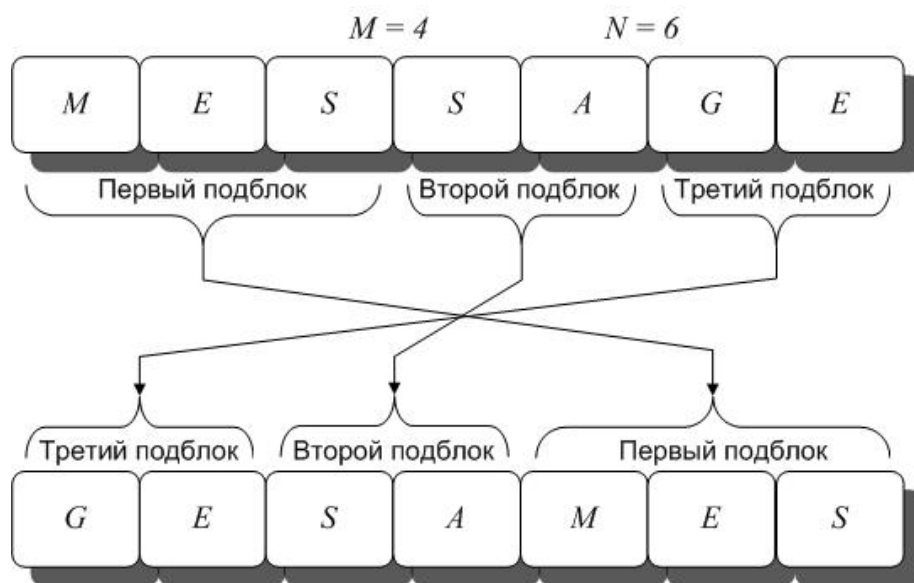 M = 4 N = 6
M E S S A G E
Первый подблок Второй подблок Третий подблок
Третий подблок Второй подблок Первый подблок
G E S A M E S